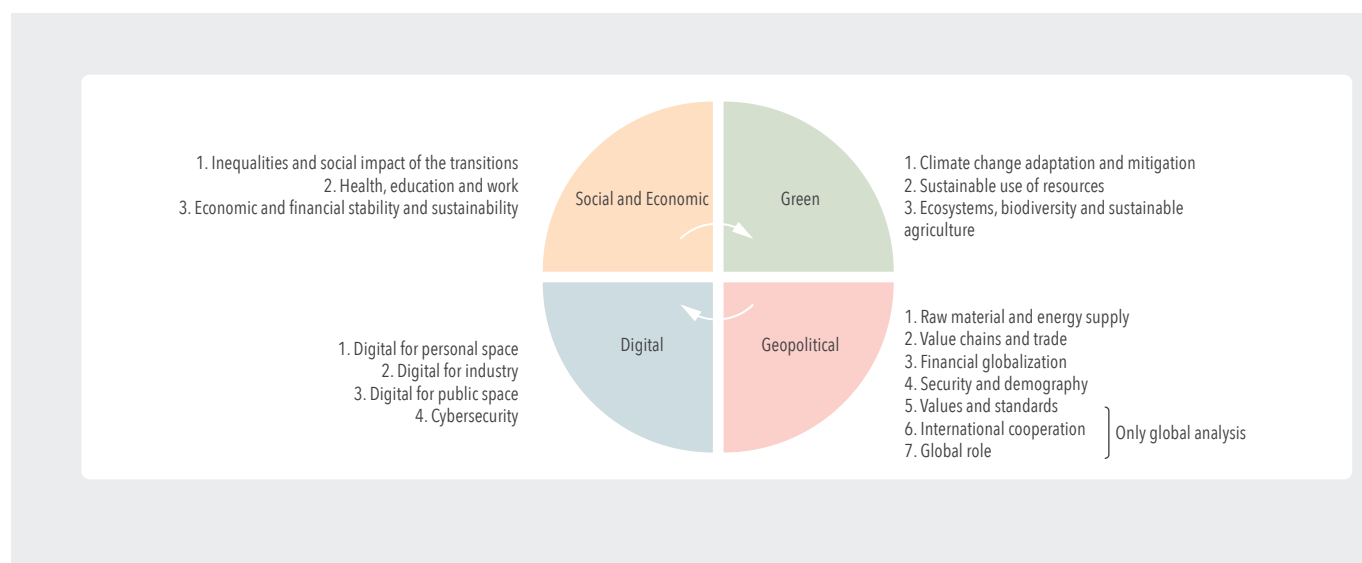 1. Inequalities and social impact of the transitions
2. Health, education and work
3. Economic and financial stability and sustainability
Social and Economic
Green
1. Climate change adaptation and mitigation
2. Sustainable use of resources
3. Ecosystems, biodiversity and sustainable
agriculture
1. Digital for personal space
2. Digital for industry
3. Digital for public space
4. Cybersecurity
Digital
Geopolitical
1. Raw material and energy supply
2. Value chains and trade
3. Financial globalization
4. Security and demography
5. Values and standards
6. International cooperation
7. Global role
Only global analysis